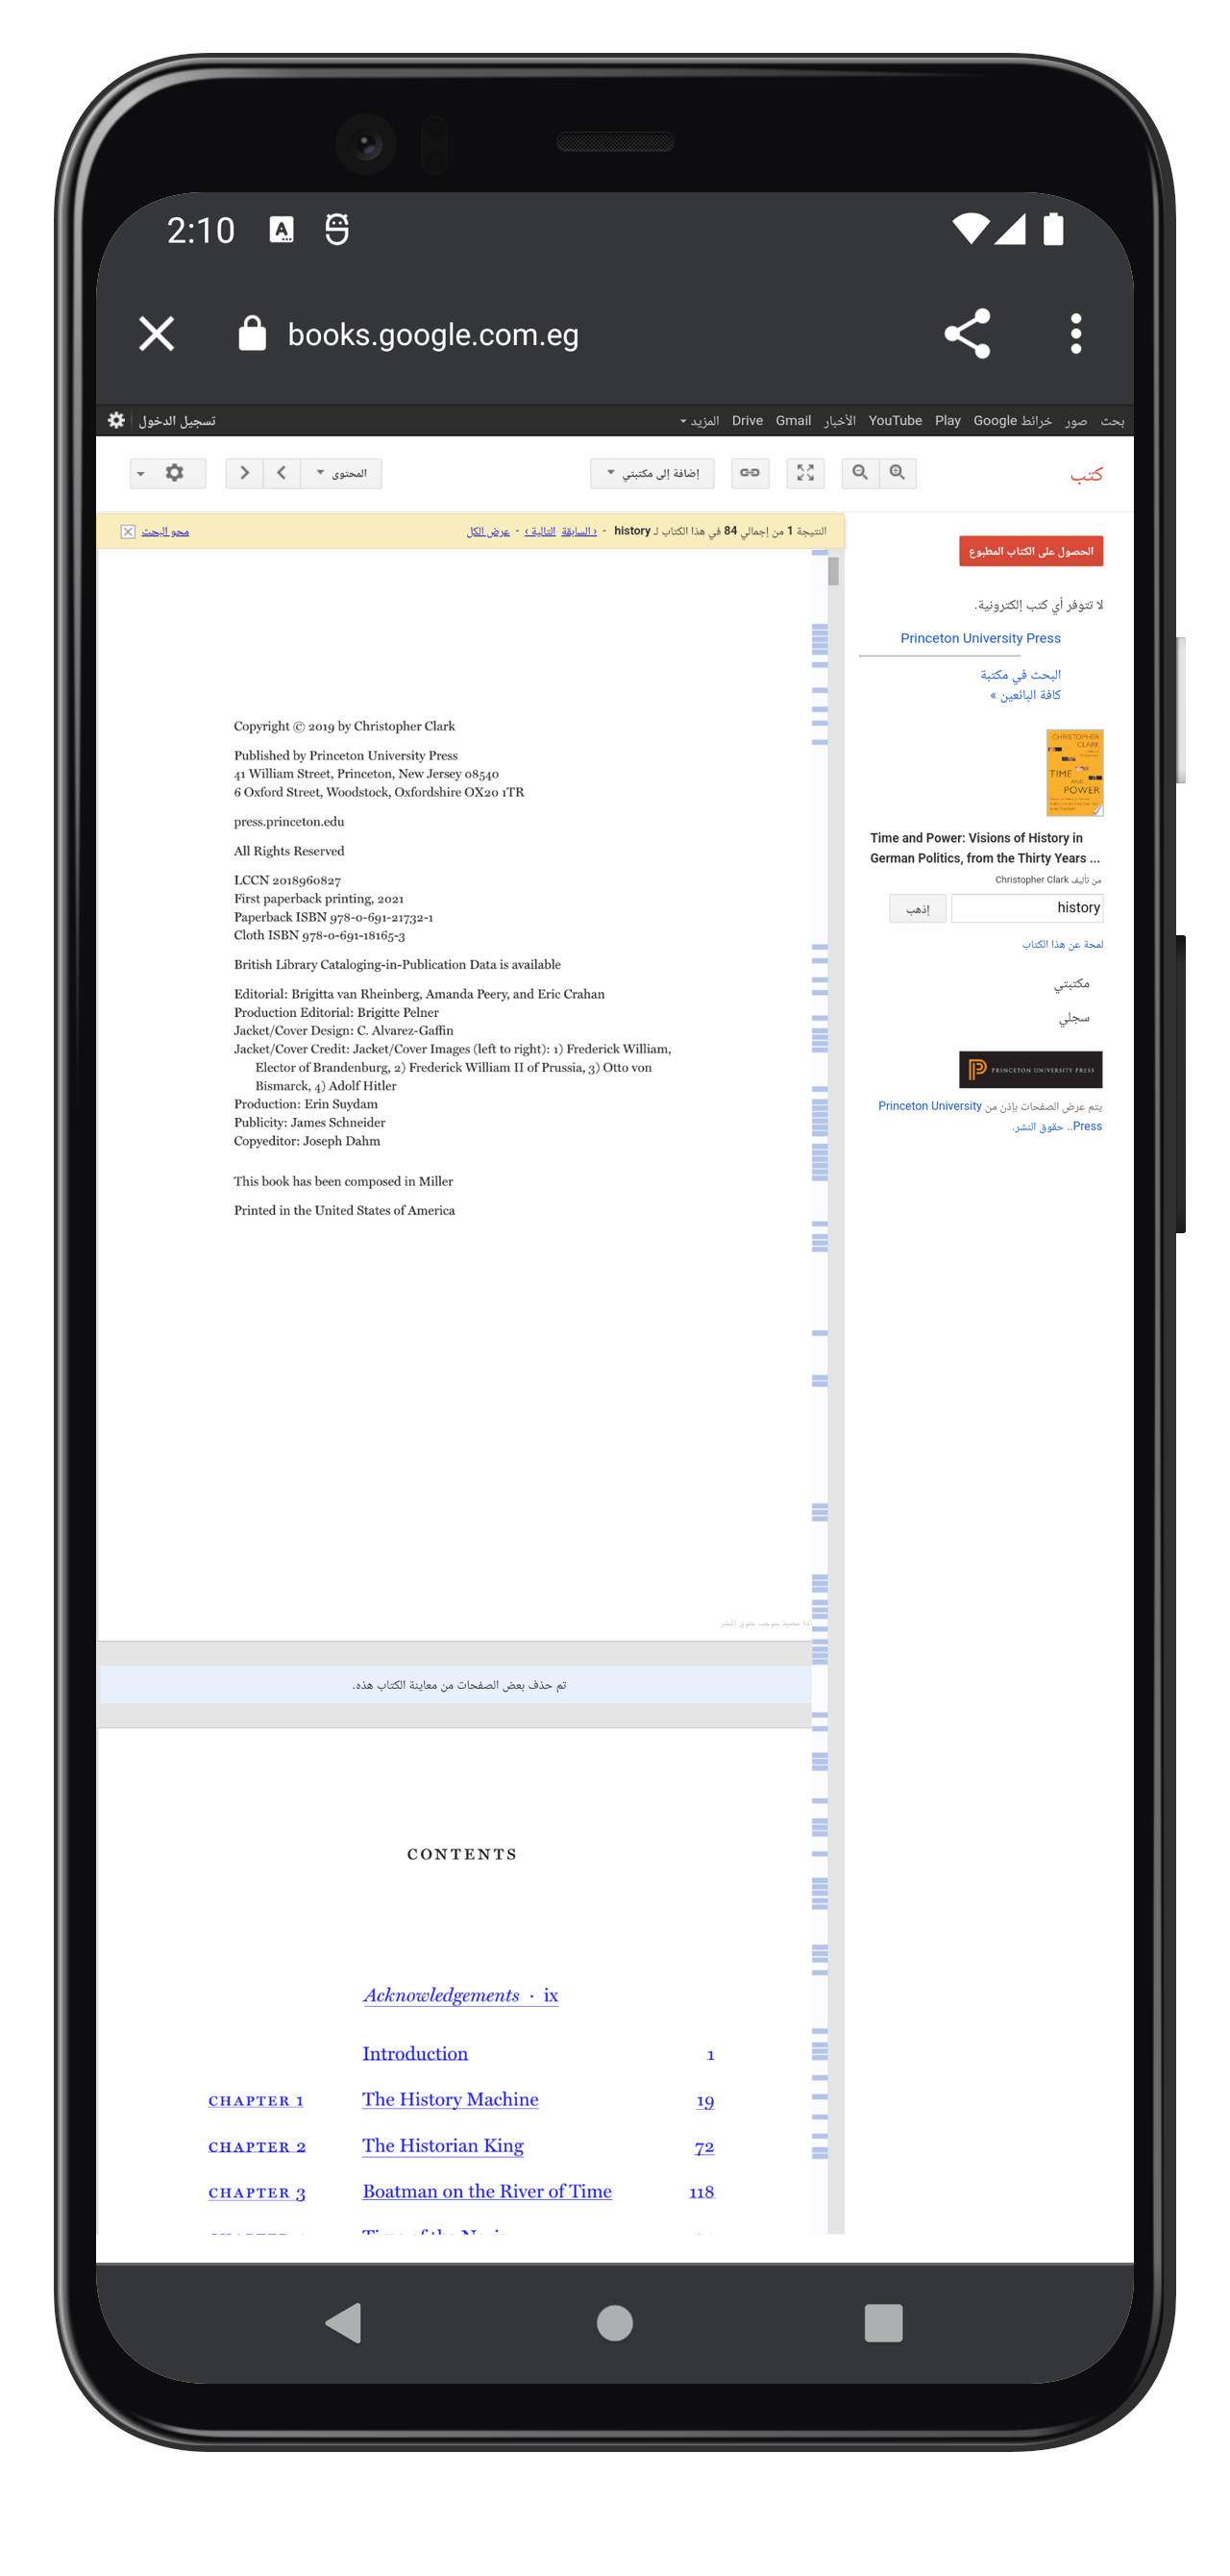 2:10
books.google.com.eg
بحث صور خرائط Google Play YouTube الأخبار Gmail Drive المزيد تسجيل الدخول
كتب
إضافة إلى مكتبتي
المحتوى
النتيجة 1 من إجمالي 84 في هذا الكتاب لـ history - ‹ السابقة التالية › - عرض الكل
محو البحث
الحصول على الكتاب المطبوع
لا تتوفر أي كتب إلكترونية.
Princeton University Press
البحث في مكتبة
كافة البائعين »
CHRISTOPHER
CLARK
TIME
AND
POWER
Time and Power: Visions of History in
German Politics, from the Thirty Years ...
من تأليف Christopher Clark
history
إذهب
لمحة عن هذا الكتاب
مكتبتي
سجلي
PRINCETON UNIVERSITY PRESS
يتم عرض الصفحات بإذن من Princeton University
Press.. حقوق النشر.
Copyright © 2019 by Christopher Clark
Published by Princeton University Press
41 William Street, Princeton, New Jersey 08540
6 Oxford Street, Woodstock, Oxfordshire OX20 1TR
press.princeton.edu
All Rights Reserved
LCCN 2018960827
First paperback printing, 2021
Paperback ISBN 978-0-691-21732-1
Cloth ISBN 978-0-691-18165-3
British Library Cataloging-in-Publication Data is available
Editorial: Brigitta van Rheinberg, Amanda Peery, and Eric Crahan
Production Editorial: Brigitte Pelner
Jacket/Cover Design: C. Alvarez-Gaffin
Jacket/Cover Credit: Jacket/Cover Images (left to right): 1) Frederick William,
Elector of Brandenburg, 2) Frederick William II of Prussia, 3) Otto von
Bismarck, 4) Adolf Hitler
Production: Erin Suydam
Publicity: James Schneider
Copyeditor: Joseph Dahm
This book has been composed in Miller
Printed in the United States of America
محمية بموجب حقوق النشر
تم حذف بعض الصفحات من معاينة الكتاب هذه.
CONTENTS
Acknowledgements · ix
Introduction 1
CHAPTER 1 The History Machine 19
CHAPTER 2 The Historian King 72
CHAPTER 3 Boatman on the River of Time 118